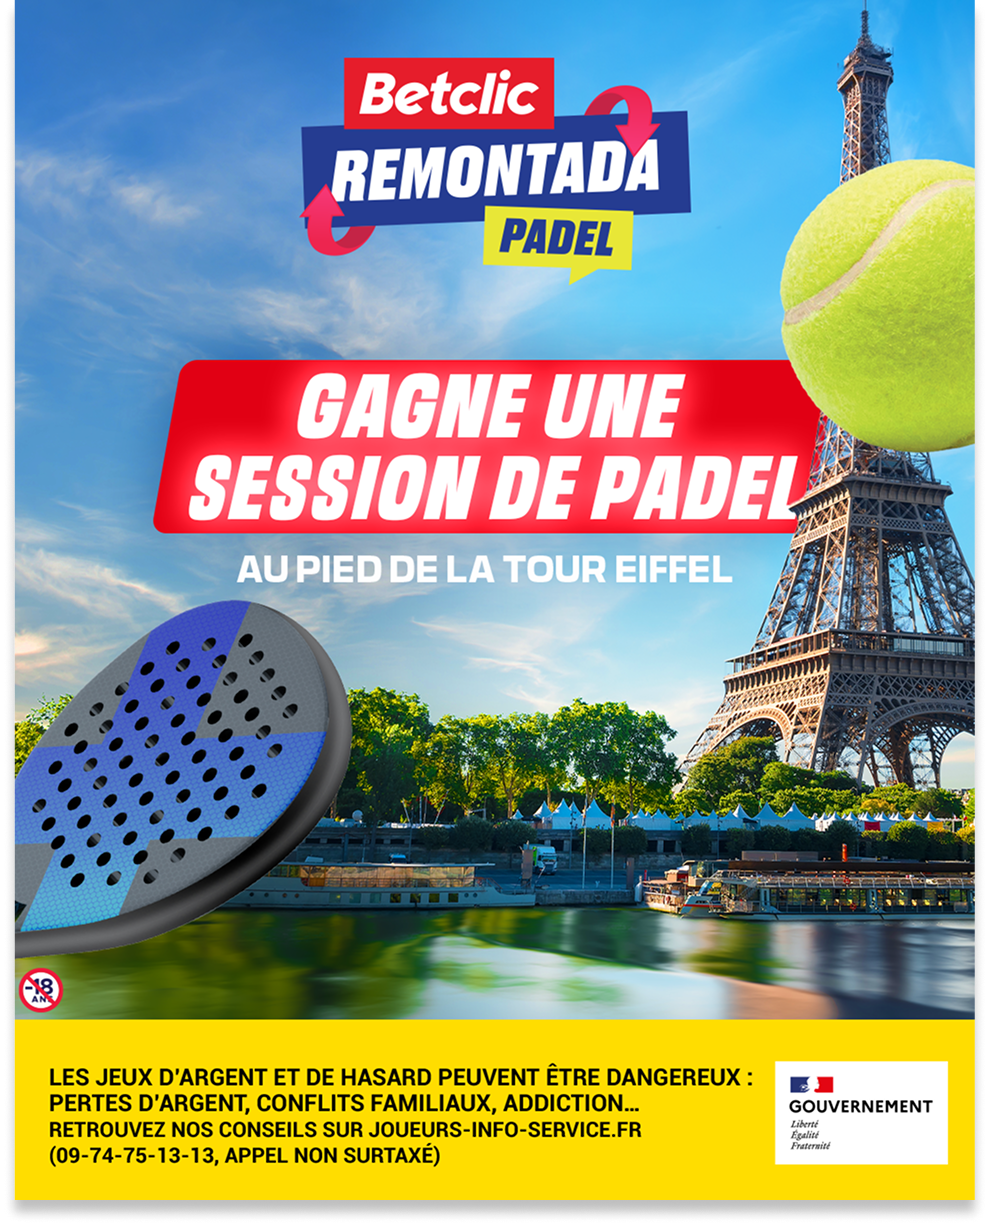 Betclic
REMONTADA
PADEL
GAGNE UNE
SESSION DE PADEL
AU PIED DE LA TOUR EIFFEL
-18
ANS
LES JEUX D'ARGENT ET DE HASARD PEUVENT ÊTRE DANGEREUX :
PERTES D'ARGENT, CONFLITS FAMILIAUX, ADDICTION...
RETROUVEZ NOS CONSEILS SUR JOUEURS-INFO-SERVICE.FR
(09-74-75-13-13, APPEL NON SURTAXÉ)
GOUVERNEMENT
Liberté
Égalité
Fraternité